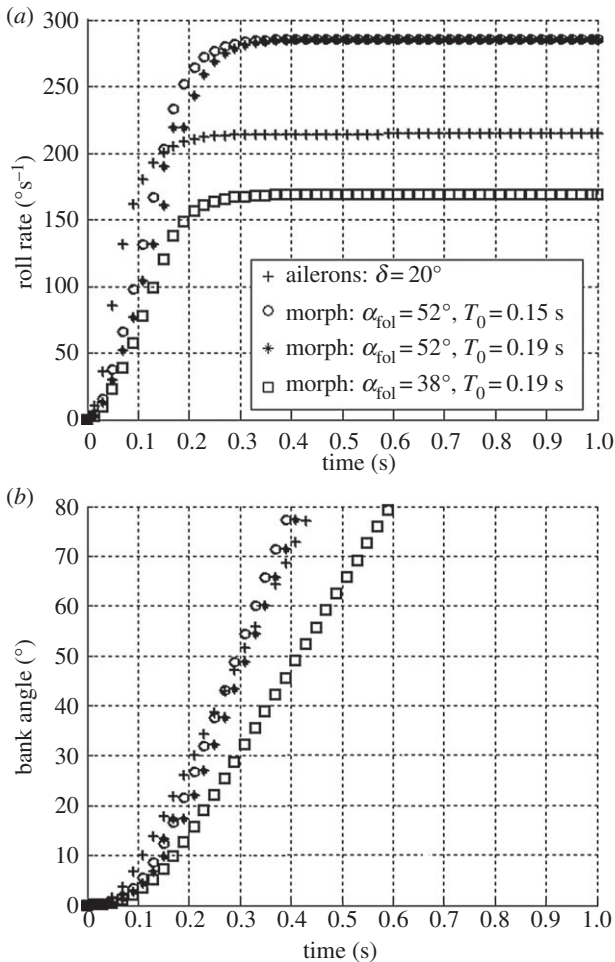 (a)
300
250
200
150
100
50
0
roll rate (° s⁻¹)
+ ailerons: δ = 20°
○ morph: α_fol = 52°, T_0 = 0.15 s
* morph: α_fol = 52°, T_0 = 0.19 s
□ morph: α_fol = 38°, T_0 = 0.19 s
0 0.1 0.2 0.3 0.4 0.5 0.6 0.7 0.8 0.9 1.0
time (s)
(b)
80
70
60
50
40
30
20
10
0
bank angle (°)
0 0.1 0.2 0.3 0.4 0.5 0.6 0.7 0.8 0.9 1.0
time (s)